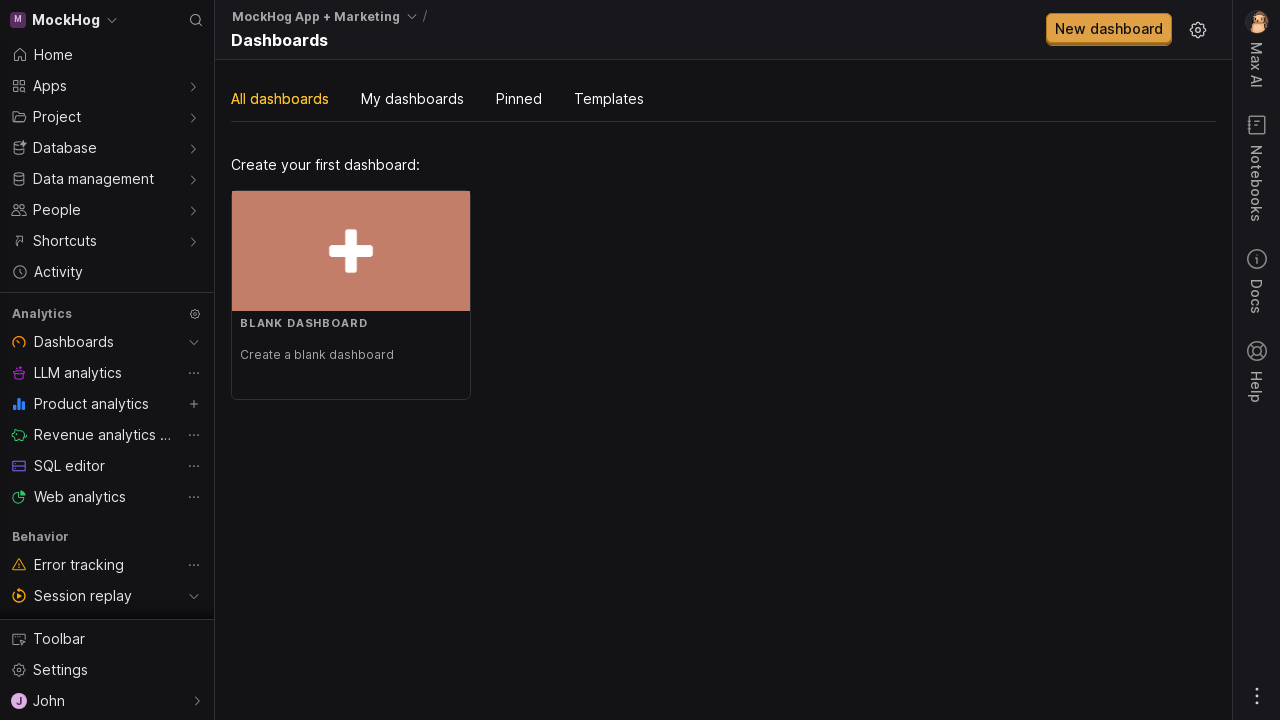 M MockHog
Home
Apps
Project
Database
Data management
People
Shortcuts
Activity
Analytics
Dashboards
LLM analytics
Product analytics
Revenue analytics ...
SQL editor
Web analytics
Behavior
Error tracking
Session replay
Toolbar
Settings
J John
MockHog App + Marketing /
Dashboards
New dashboard
All dashboards My dashboards Pinned Templates
Create your first dashboard:
BLANK DASHBOARD
Create a blank dashboard
Max AI
Notebooks
Docs
Help